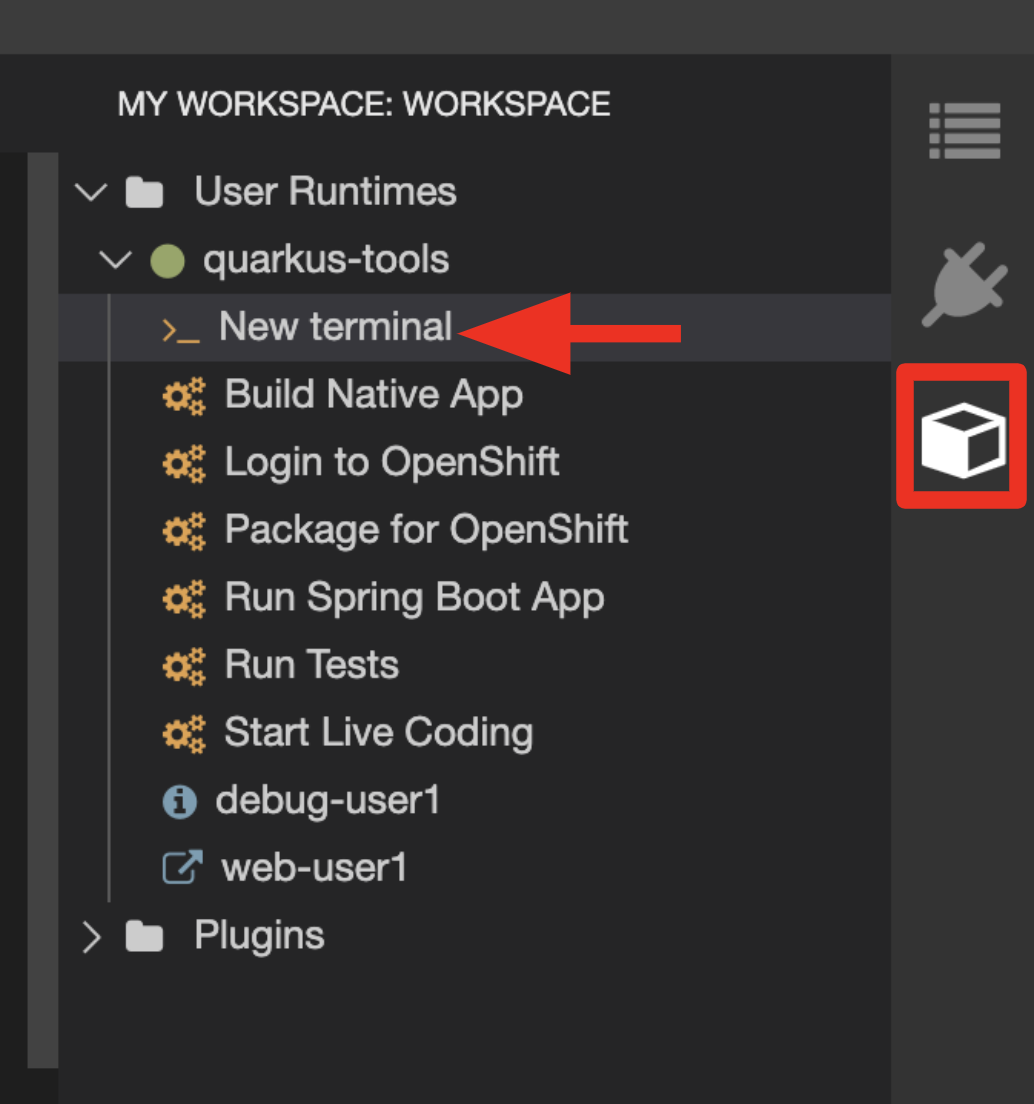 MY WORKSPACE: WORKSPACE
User Runtimes
quarkus-tools
New terminal
Build Native App
Login to OpenShift
Package for OpenShift
Run Spring Boot App
Run Tests
Start Live Coding
debug-user1
web-user1
Plugins